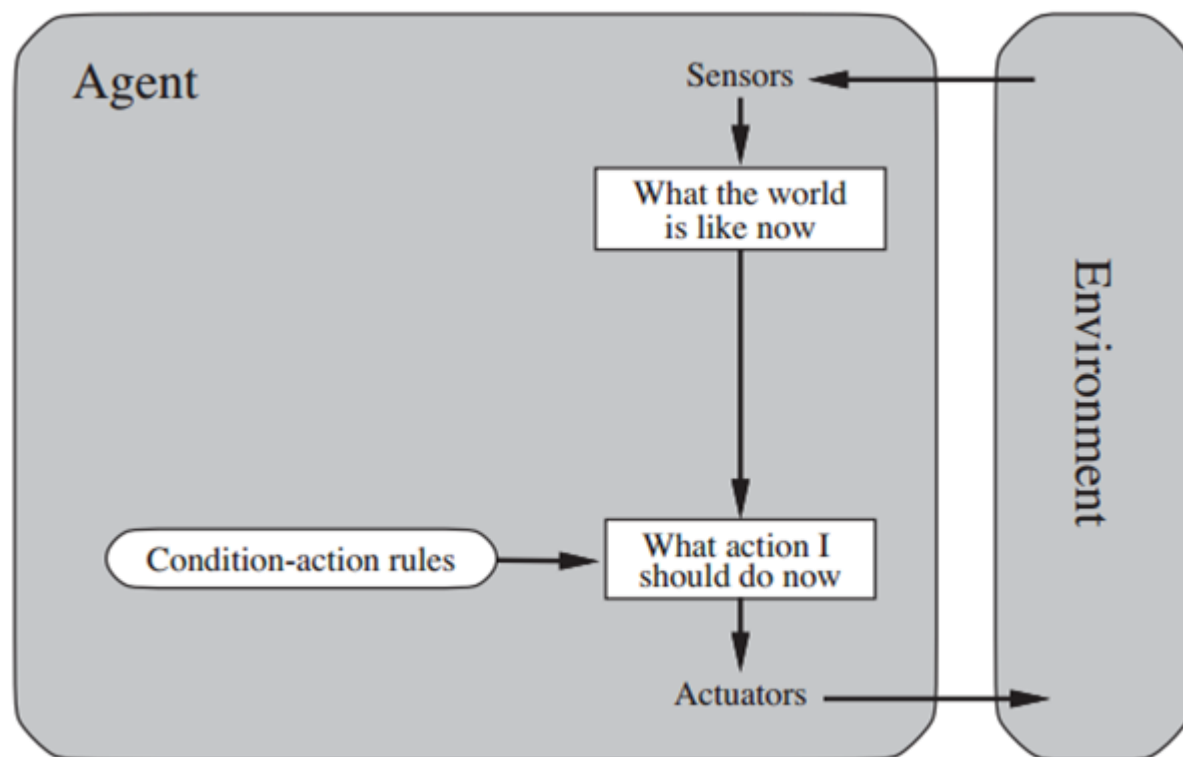 Agent
Sensors
What the world
is like now
Environment
Condition-action rules
What action I
should do now
Actuators